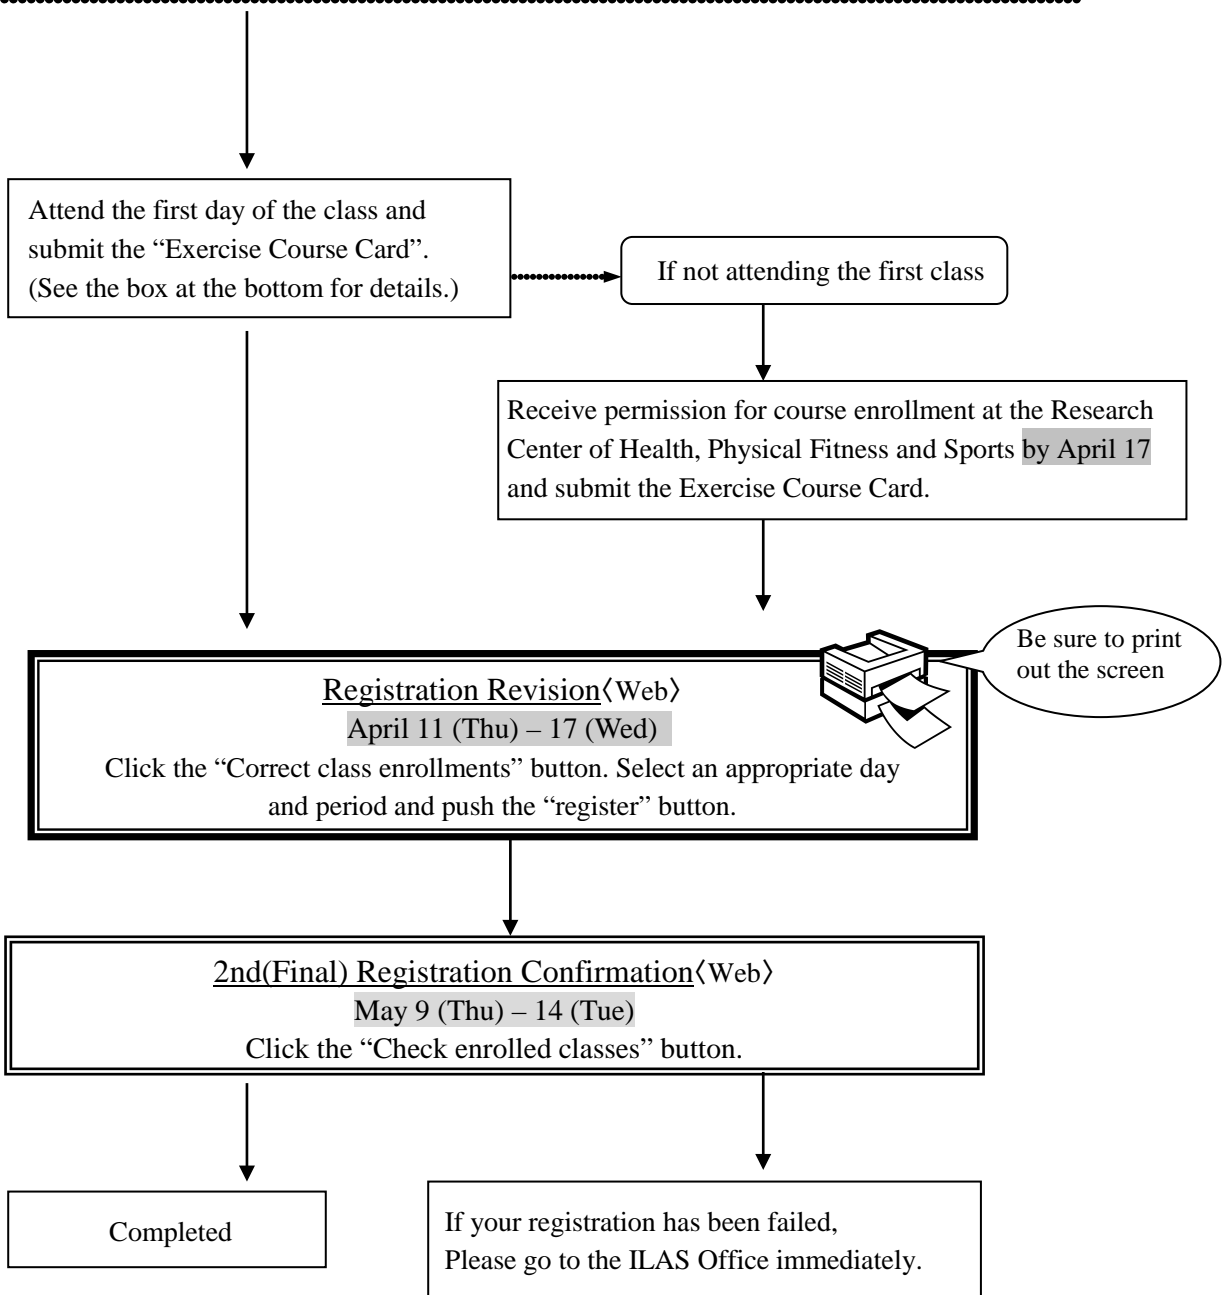 Attend the first day of the class and
submit the “Exercise Course Card”.
(See the box at the bottom for details.)
If not attending the first class
Receive permission for course enrollment at the Research
Center of Health, Physical Fitness and Sports by April 17
and submit the Exercise Course Card.
Be sure to print
out the screen
Registration Revision〈Web〉
April 11 (Thu) – 17 (Wed)
Click the “Correct class enrollments” button. Select an appropriate day
and period and push the “register” button.
2nd(Final) Registration Confirmation〈Web〉
May 9 (Thu) – 14 (Tue)
Click the “Check enrolled classes” button.
Completed
If your registration has been failed,
Please go to the ILAS Office immediately.